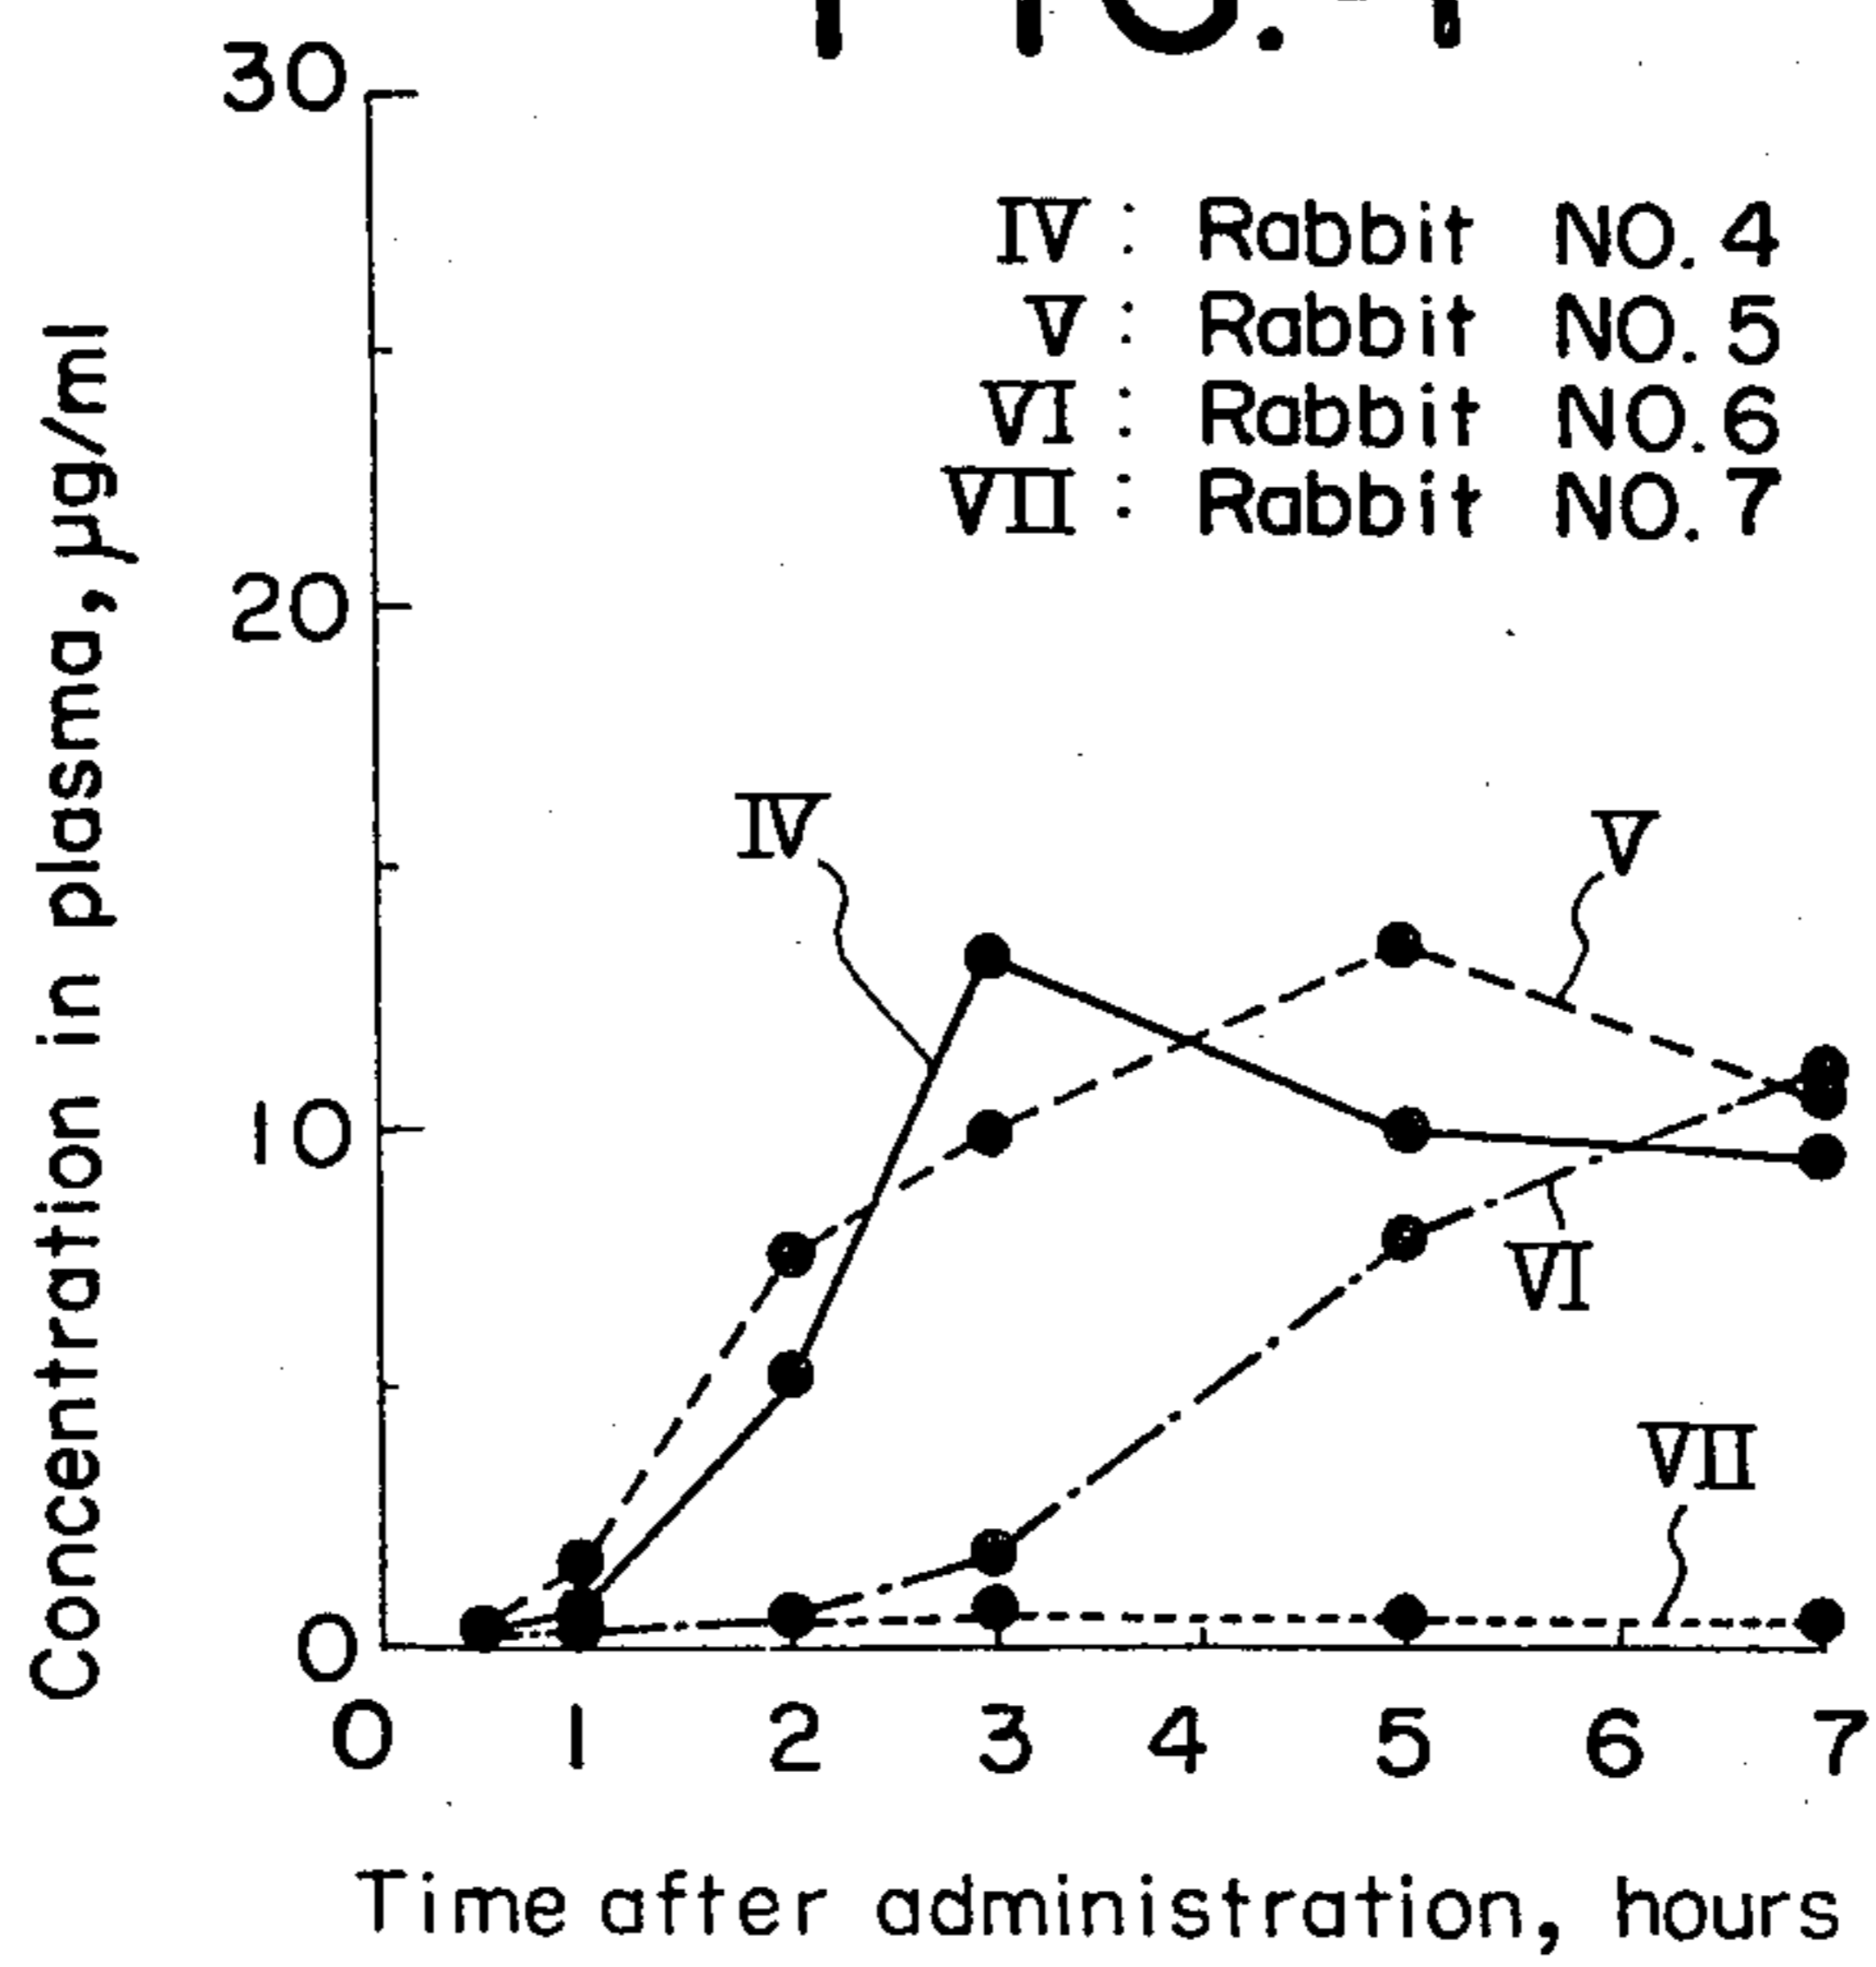 30
IV : Rabbit NO. 4
V : Rabbit NO. 5
VI : Rabbit NO. 6
VII : Rabbit NO. 7
20
IV
V
10
VI
VII
0
0 1 2 3 4 5 6 7
Concentration in plasma, µg/ml
Time after administration, hours